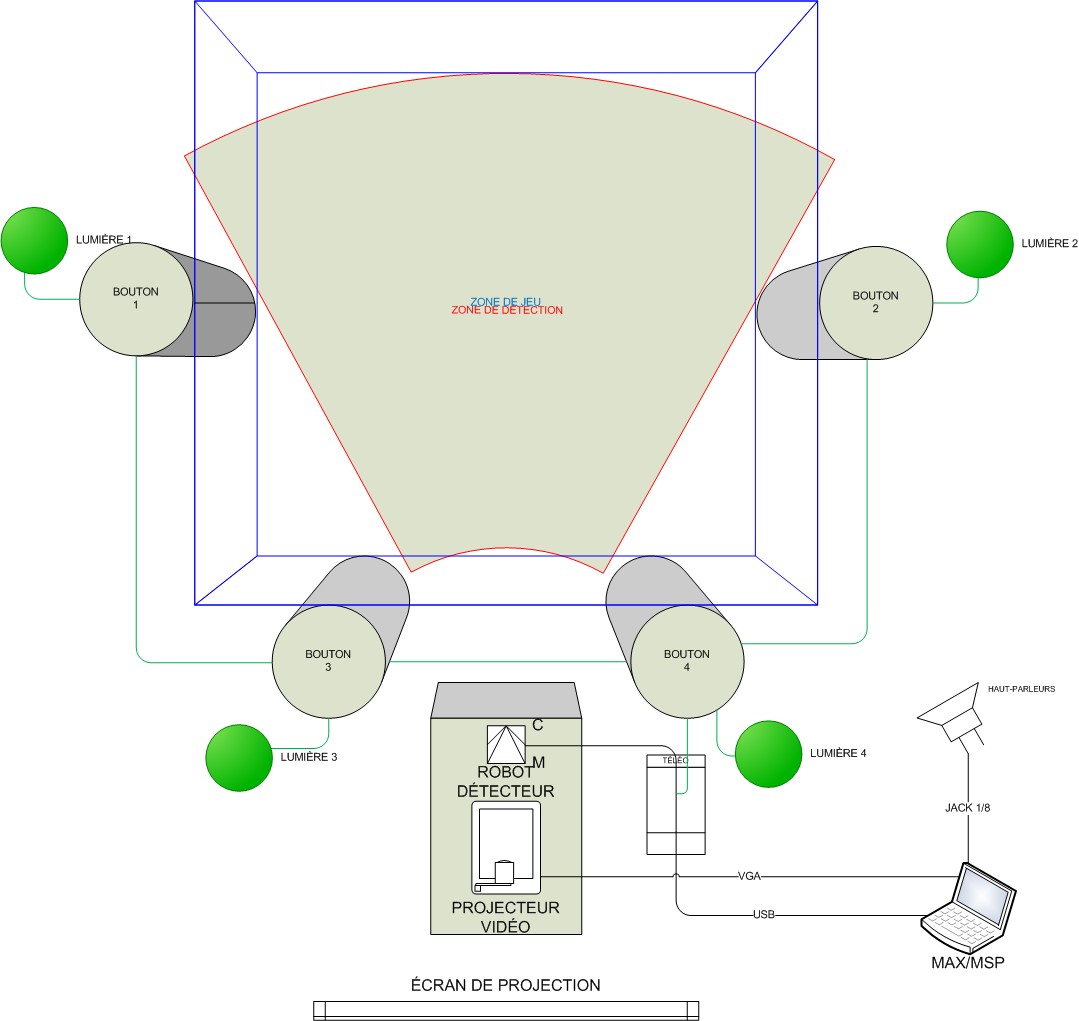 LUMIÈRE 1
LUMIÈRE 2
BOUTON
1
BOUTON
2
ZONE DE JEU
ZONE DE DÉTECTION
BOUTON
3
BOUTON
4
HAUT-PARLEURS
C
M
ROBOT
DÉTECTEUR
TÉLÉC
LUMIÈRE 3
LUMIÈRE 4
JACK 1/8
VGA
PROJECTEUR
VIDÉO
USB
MAX/MSP
ÉCRAN DE PROJECTION